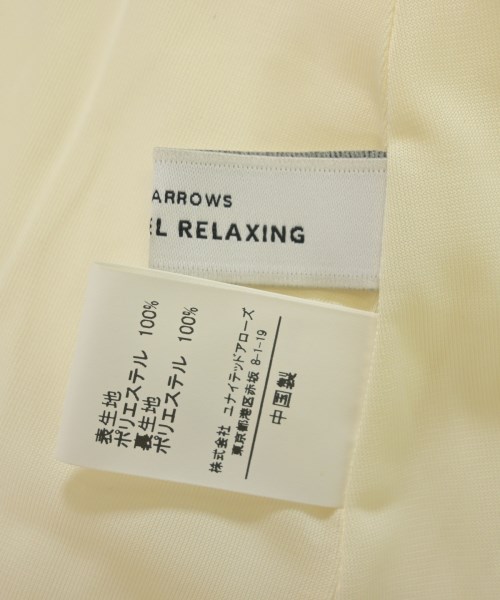 ARROWS
EL RELAXING
表生地
ポリエステル 100%
裏生地
ポリエステル 100%
株式会社 ユナイテッドアローズ
東京都港区赤坂 8-1-19
中国製